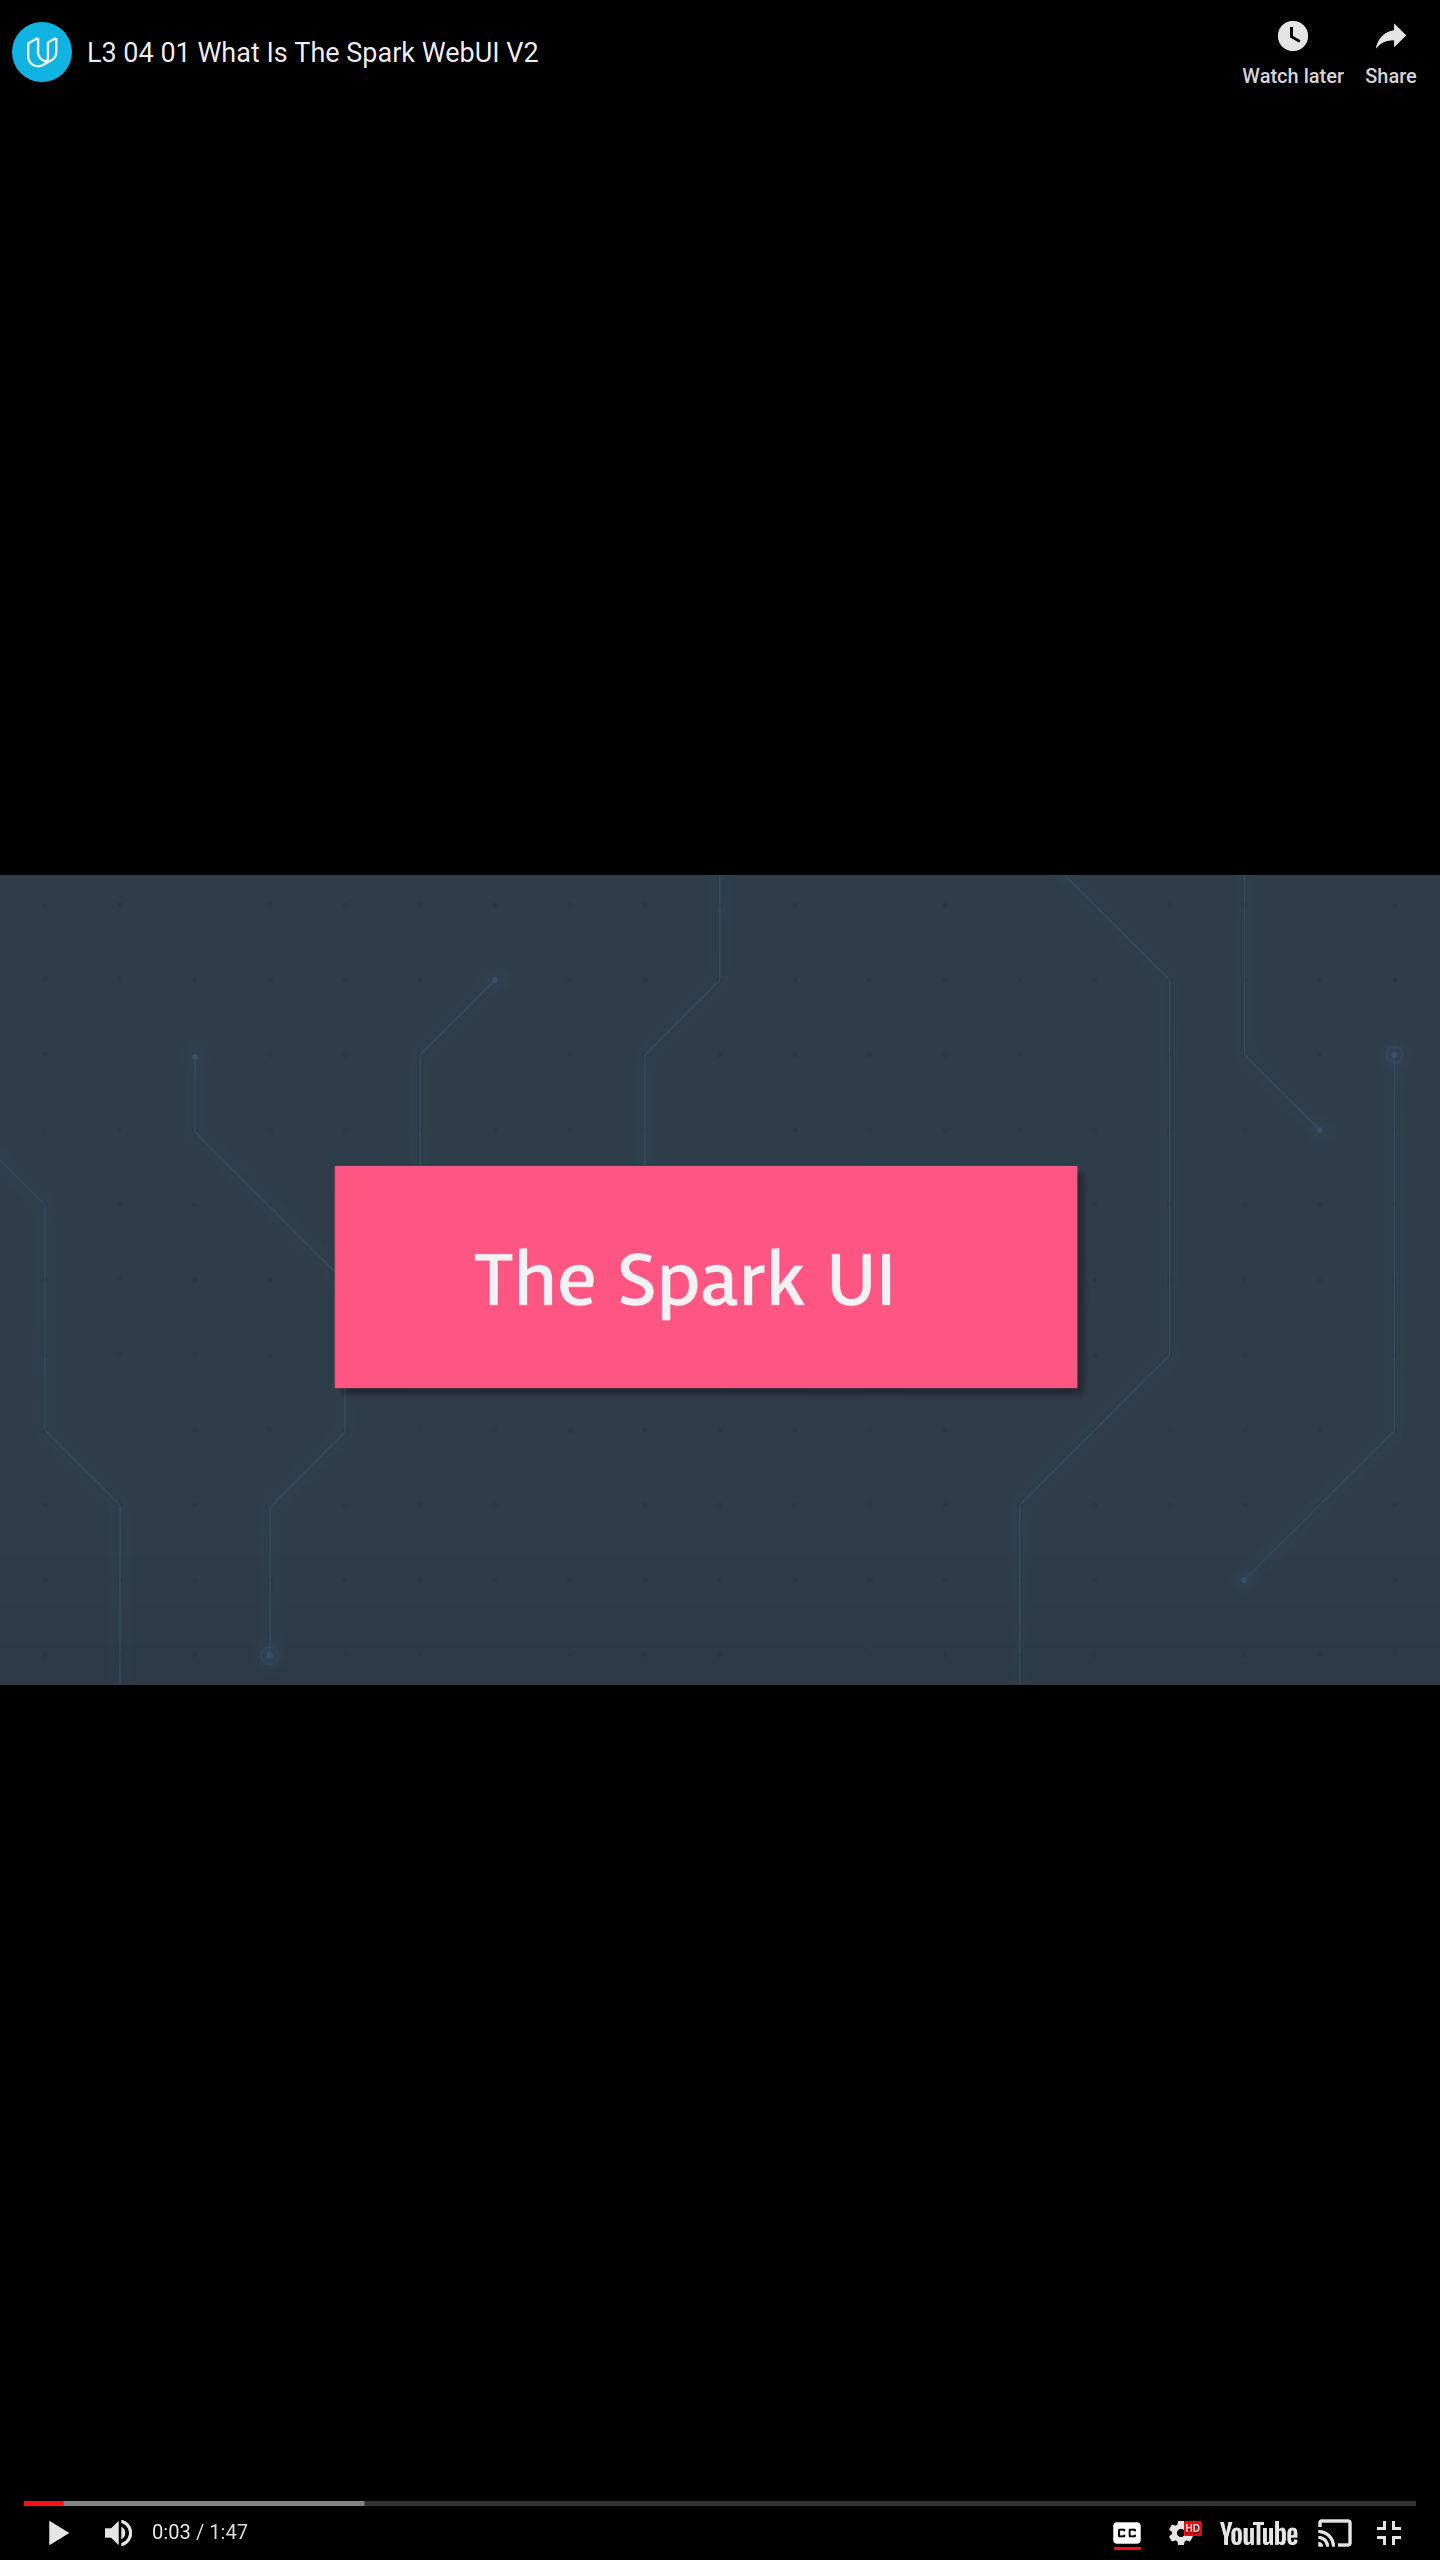 L3 04 01 What Is The Spark WebUI V2
Watch later
Share
The Spark UI
0:03 / 1:47
CC
HD
YouTube